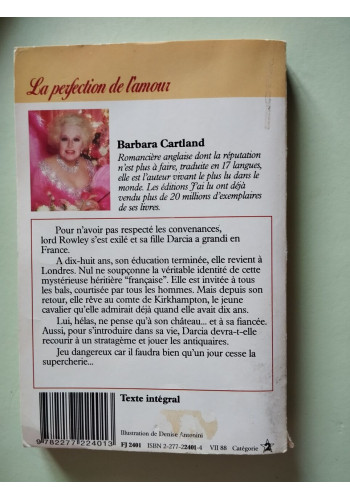 La perfection de l'amour
Barbara Cartland
Romancière anglaise dont la réputation
n'est plus à faire, traduite en 17 langues,
elle est l'auteur vivant le plus lu dans le
monde. Les éditions J'ai lu ont déjà
vendu plus de 20 millions d'exemplaires
de ses livres.
Pour n'avoir pas respecté les convenances,
lord Rowley s'est exilé et sa fille Darcia a grandi en
France.
A dix-huit ans, son éducation terminée, elle revient à
Londres. Nul ne soupçonne la véritable identité de cette
mystérieuse héritière "française". Elle est invitée à tous
les bals, courtisée par tous les hommes. Mais depuis son
retour, elle rêve au comte de Kirkhampton, le jeune
cavalier qu'elle admirait déjà quand elle avait dix ans.
Lui, hélas, ne pense qu'à son château... et à sa fiancée.
Aussi, pour s'introduire dans sa vie, Darcia devra-t-elle
recourir à un stratagème et jouer les antiquaires.
Jeu dangereux car il faudra bien qu'un jour cesse la
supercherie...
Texte intégral
Illustration de Denise Antonini
9 782277 224013
FJ 2401 ISBN 2-277-22401-4 VII 88 Catégorie 2